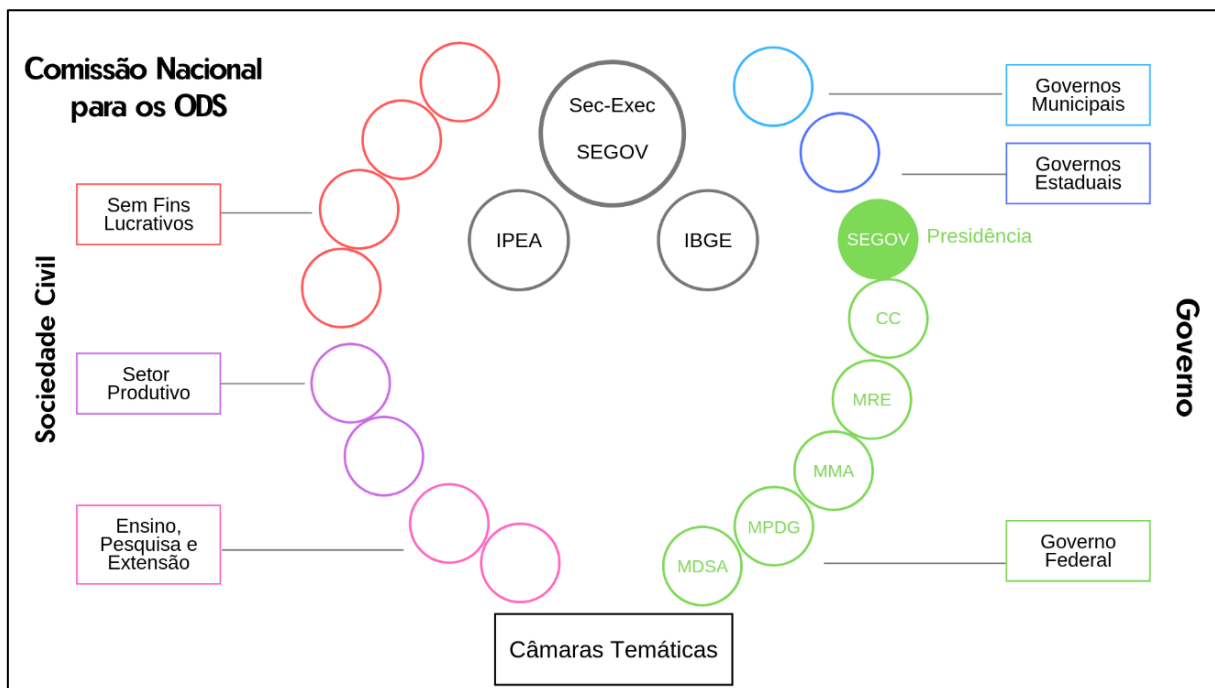 Comissão Nacional
para os ODS
Sociedade Civil
Sem Fins
Lucrativos
Setor
Produtivo
Ensino,
Pesquisa e
Extensão
Sec-Exec
SEGOV
IPEA
IBGE
Governos
Municipais
Governos
Estaduais
SEGOV
Presidência
CC
MRE
MMA
MPDG
MDSA
Governo
Federal
Governo
Câmaras Temáticas